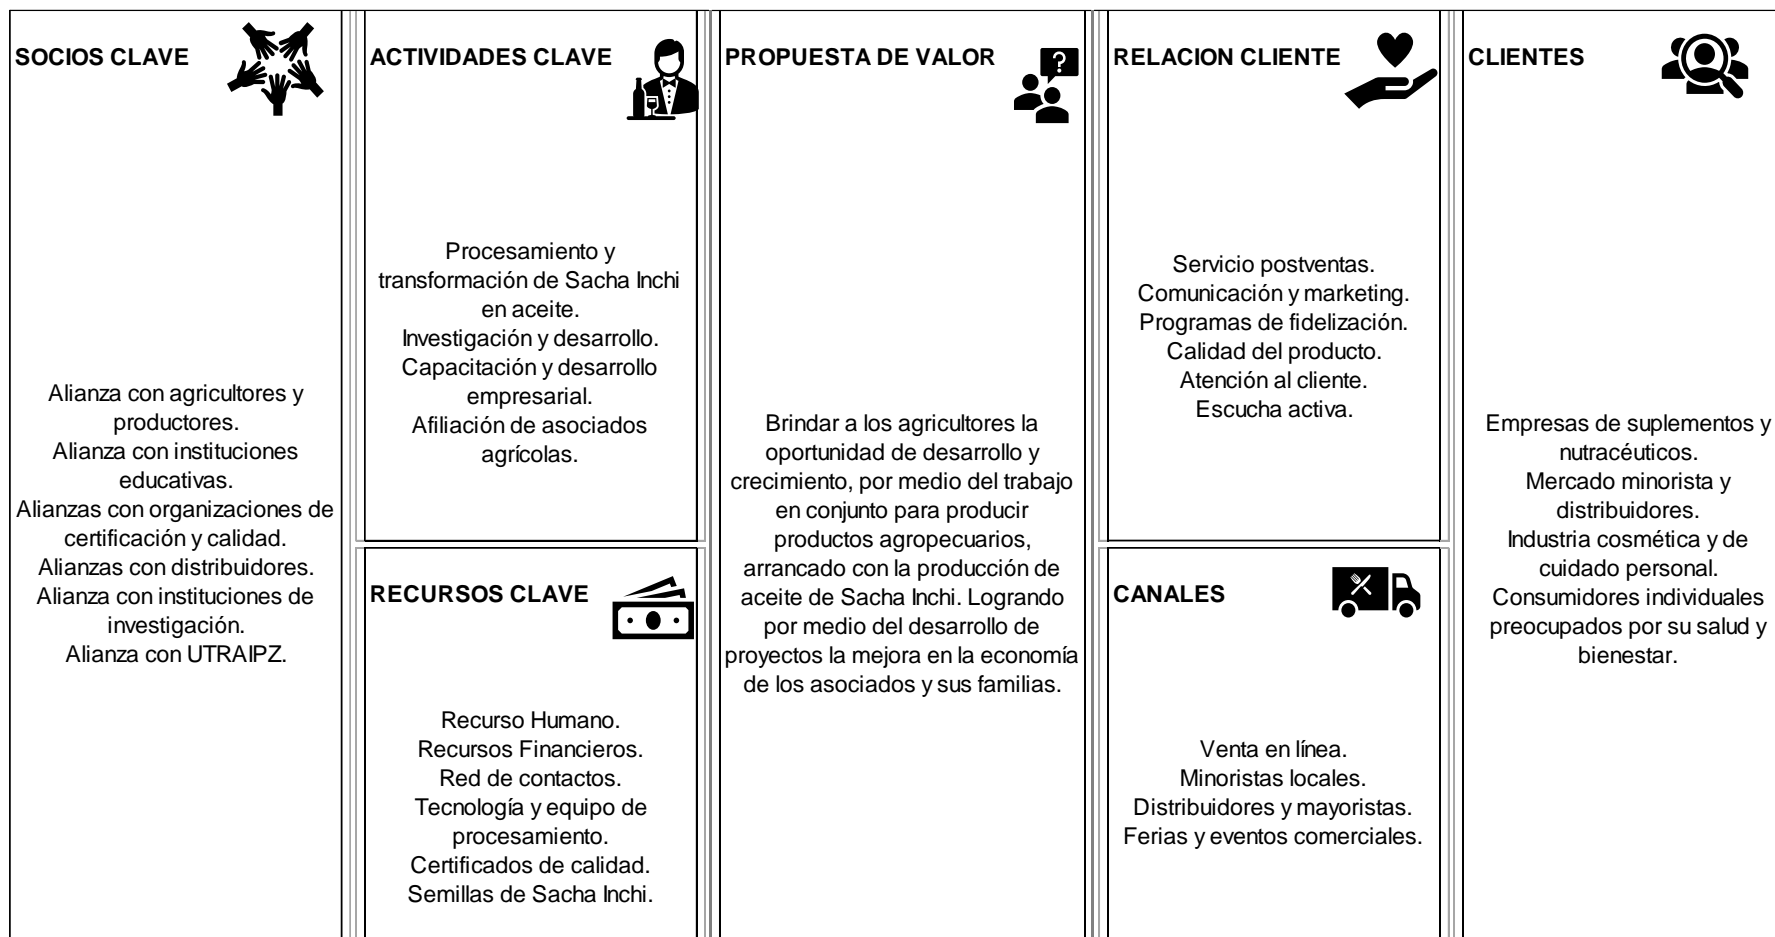 SOCIOS CLAVE
Alianza con agricultores y
productores.
Alianza con instituciones
educativas.
Alianzas con organizaciones de
certificación y calidad.
Alianzas con distribuidores.
Alianza con instituciones de
investigación.
Alianza con UTRAIPZ.
ACTIVIDADES CLAVE
Procesamiento y
transformación de Sacha Inchi
en aceite.
Investigación y desarrollo.
Capacitación y desarrollo
empresarial.
Afiliación de asociados
agrícolas.
RECURSOS CLAVE
Recurso Humano.
Recursos Financieros.
Red de contactos.
Tecnología y equipo de
procesamiento.
Certificados de calidad.
Semillas de Sacha Inchi.
PROPUESTA DE VALOR
?
Brindar a los agricultores la
oportunidad de desarrollo y
crecimiento, por medio del trabajo
en conjunto para producir
productos agropecuarios,
arrancado con la producción de
aceite de Sacha Inchi. Logrando
por medio del desarrollo de
proyectos la mejora en la economía
de los asociados y sus familias.
RELACION CLIENTE
Servicio postventas.
Comunicación y marketing.
Programas de fidelización.
Calidad del producto.
Atención al cliente.
Escucha activa.
CANALES
Venta en línea.
Minoristas locales.
Distribuidores y mayoristas.
Ferias y eventos comerciales.
CLIENTES
Empresas de suplementos y
nutracéuticos.
Mercado minorista y
distribuidores.
Industria cosmética y de
cuidado personal.
Consumidores individuales
preocupados por su salud y
bienestar.